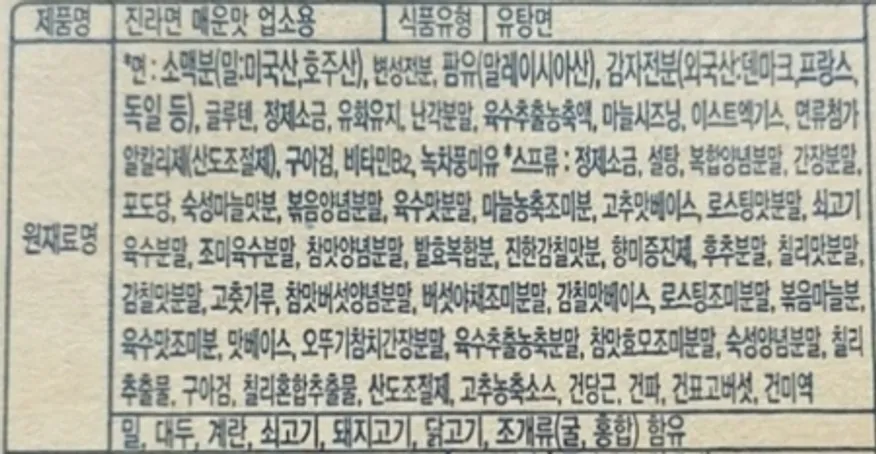 제품명 진라면 매운맛 업소용 식품유형 유탕면
*면 : 소맥분(밀:미국산,호주산), 변성전분, 팜유(말레이시아산), 감자전분(외국산:덴마크,프랑스,
독일 등), 글루텐, 정제소금, 유화유지, 난각분말, 육수추출농축액, 마늘시즈닝, 이스트엑기스, 면류첨가
알칼리제(산도조절제), 구아검, 비타민B2, 녹차풍미유 *스프류 : 정제소금, 설탕, 복합양념분말, 간장분말,
포도당, 숙성마늘맛분, 볶음양념분말, 육수맛분말, 마늘농축조미분, 고추맛베이스, 로스팅맛분말, 쇠고기
원재료명
육수분말, 조미육수분말, 참맛양념분말, 발효복합분, 진한감칠맛분, 향미증진제, 후추분말, 칠리맛분말,
감칠맛분말, 고춧가루, 참맛버섯양념분말, 버섯야채조미분말, 감칠맛베이스, 로스팅조미분말, 볶음마늘분,
육수맛조미분, 맛베이스, 오뚜기참치간장분말, 육수추출농축분말, 참맛효모조미분말, 숙성양념분말, 칠리
추출물, 구아검, 칠리혼합추출물, 산도조절제, 고추농축소스, 건당근, 건파, 건표고버섯, 건미역
밀, 대두, 계란, 쇠고기, 돼지고기, 닭고기, 조개류(굴, 홍합) 함유